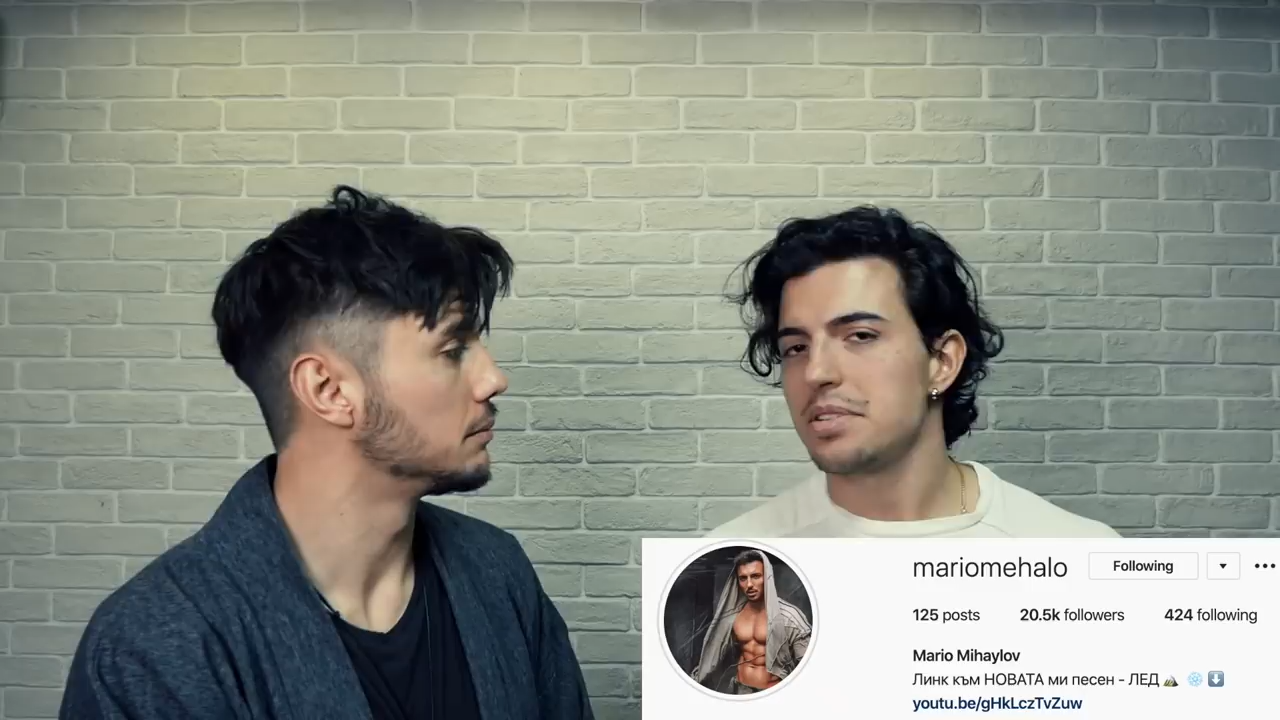 mariomehalo Following
125 posts 20.5k followers 424 following
Mario Mihaylov
Линк към НОВАТА ми песен - ЛЕД
youtu.be/gHkLczTvZuw